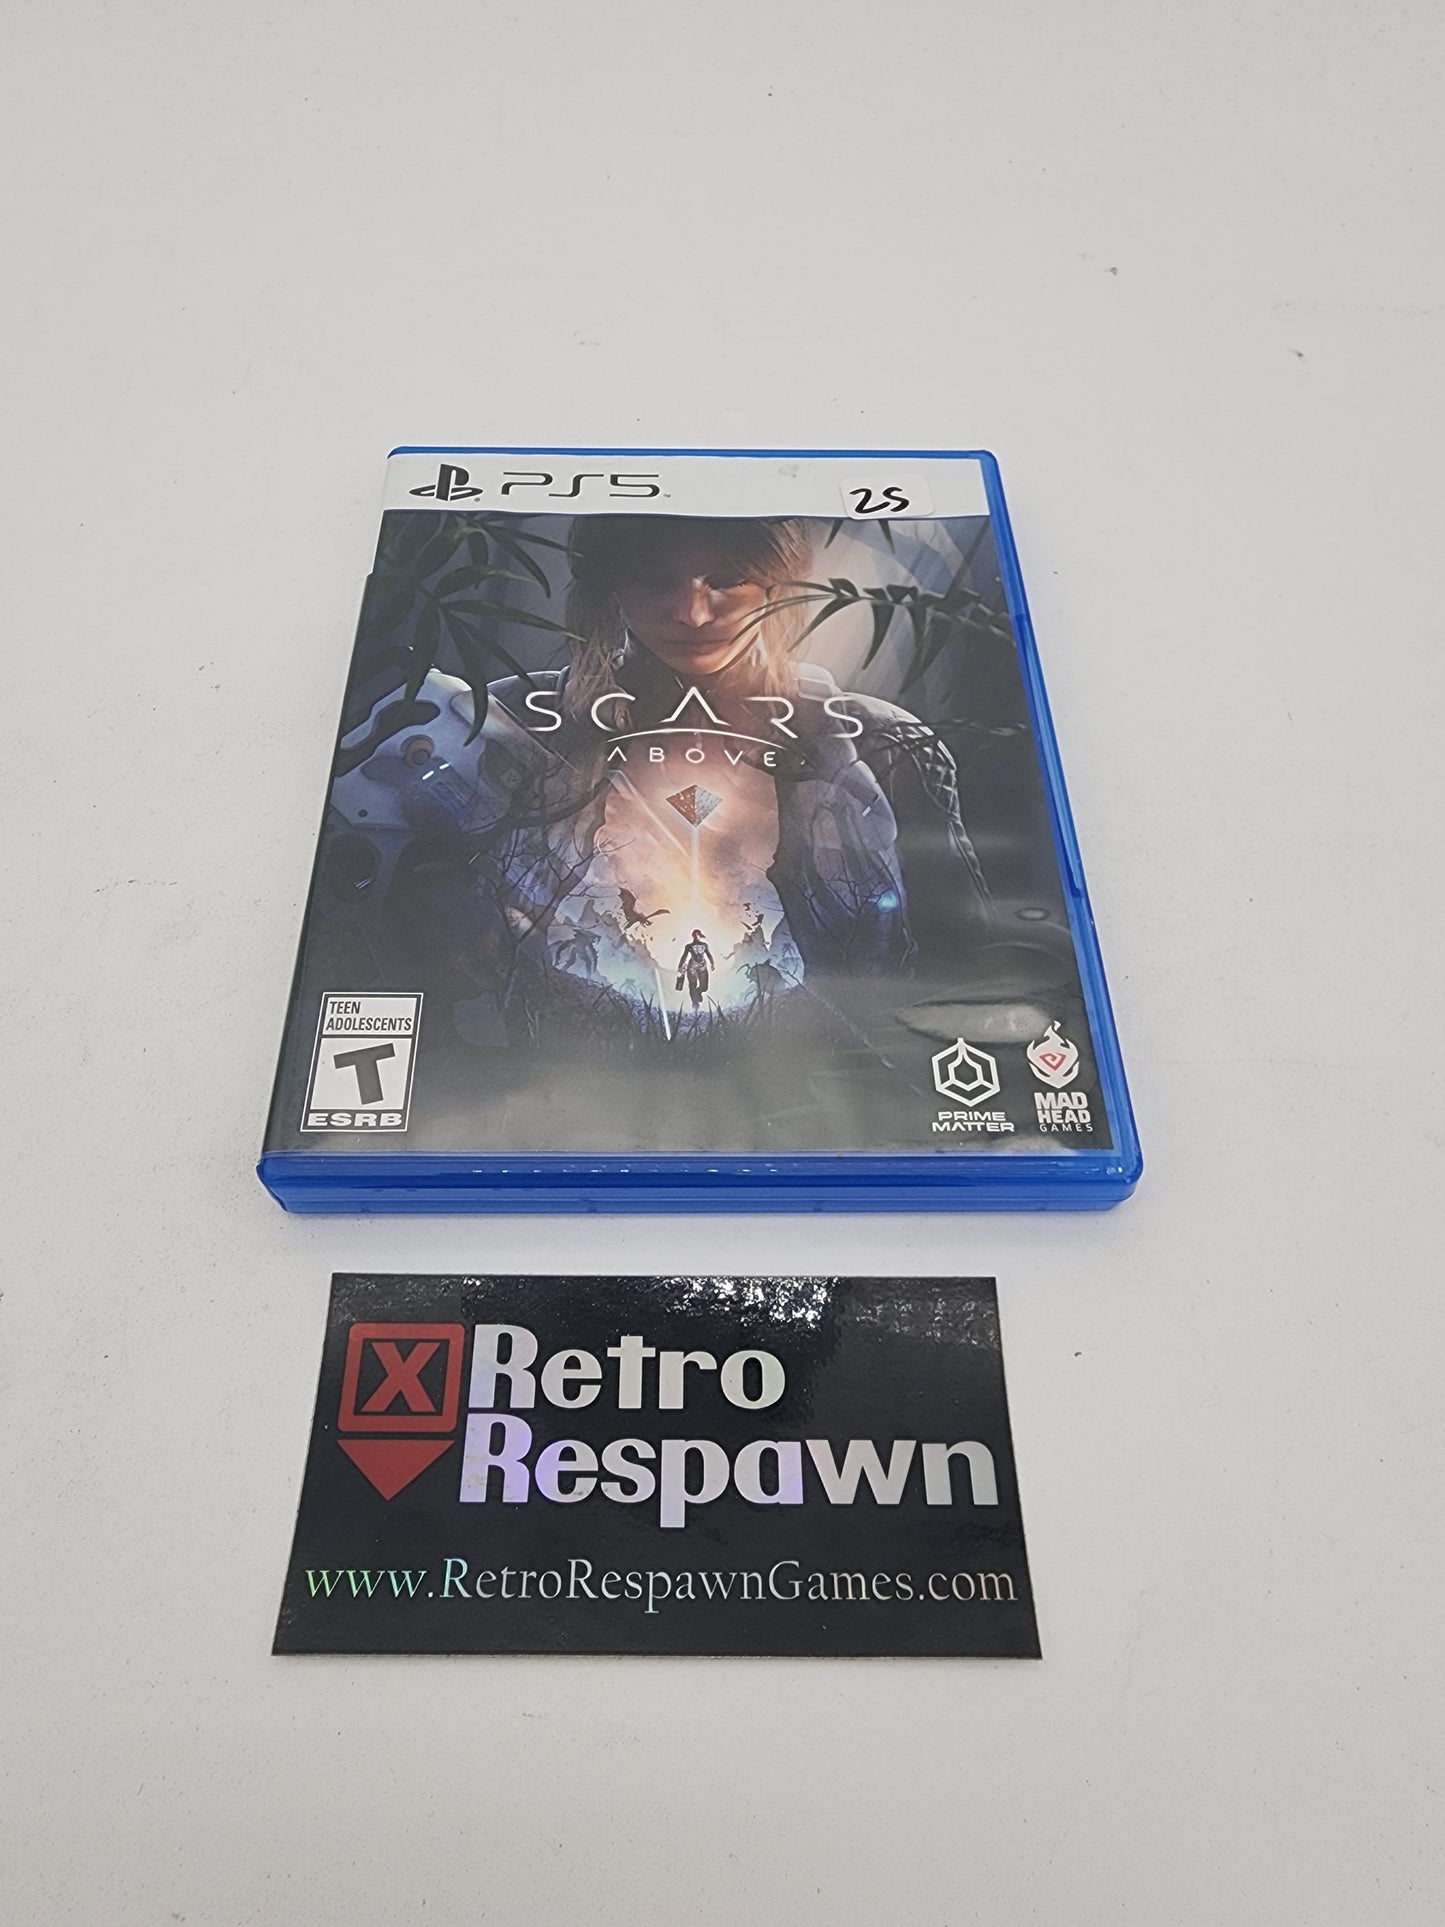 PS5
25
SCARS
ABOVE
TEEN
ADOLESCENTS
T
ESRB
PRIME
MATTER
MAD
HEAD
GAMES
X
Retro
Respawn
www.RetroRespawnGames.com